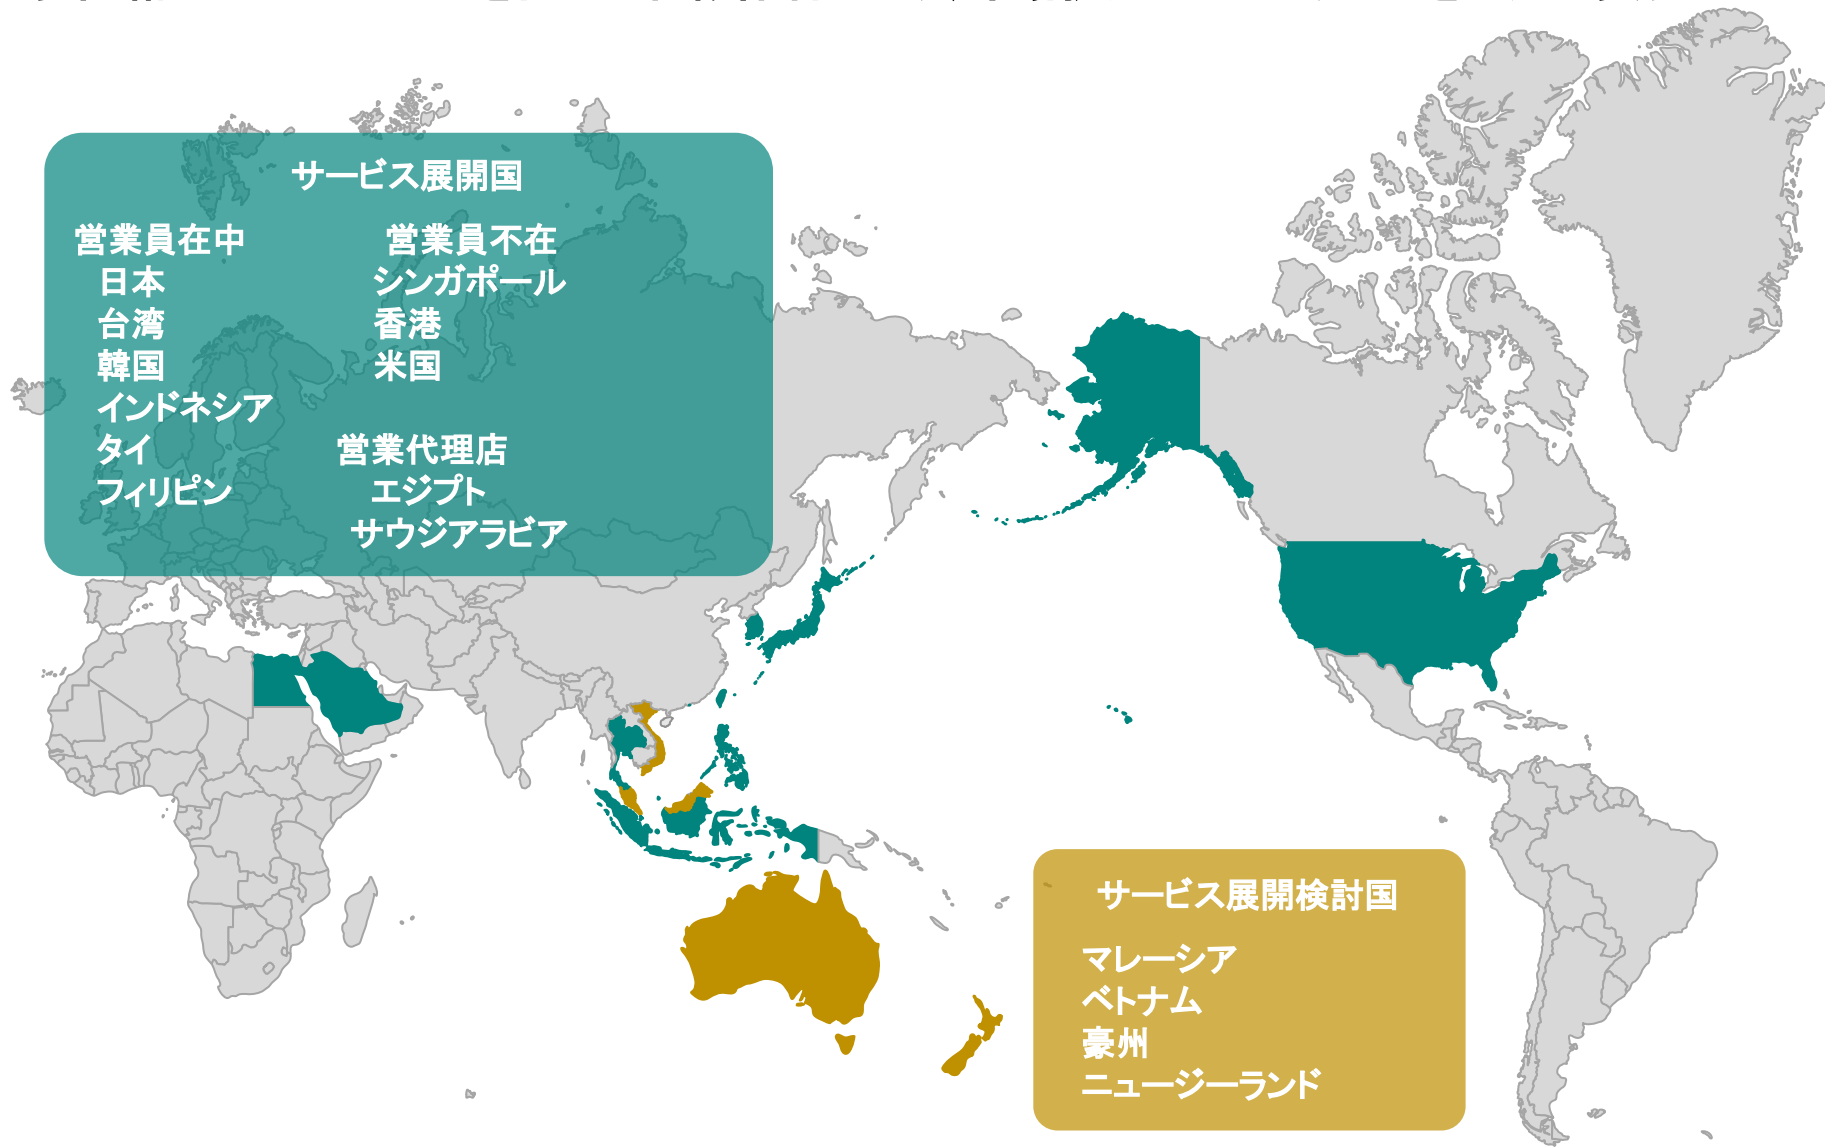 サービス展開国
営業員在中
日本
台湾
韓国
インドネシア
タイ
フィリピン
営業員不在
シンガポール
香港
米国
営業代理店
エジプト
サウジアラビア
サービス展開検討国
マレーシア
ベトナム
豪州
ニュージーランド